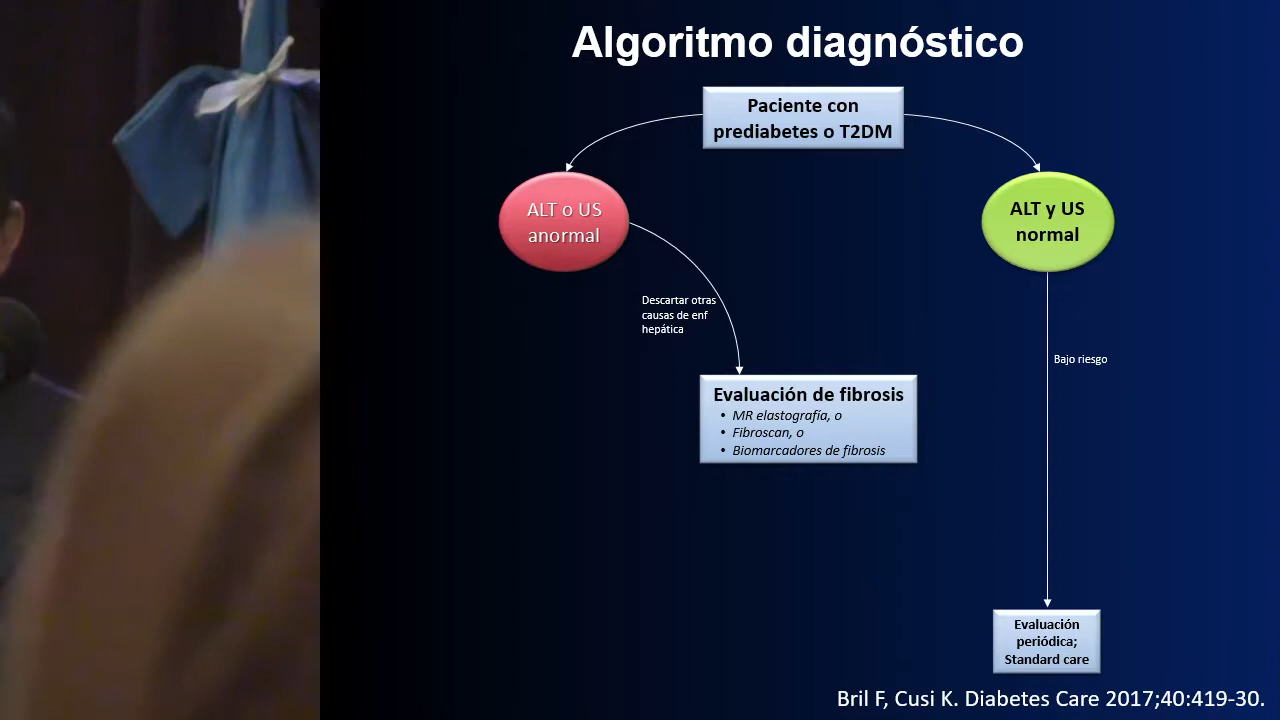 Algoritmo diagnóstico
Paciente con
prediabetes o T2DM
ALT o US
anormal
ALT y US
normal
Descartar otras
causas de enf
hepática
Bajo riesgo
Evaluación de fibrosis
• MR elastografía, o
• Fibroscan, o
• Biomarcadores de fibrosis
Evaluación
periódica;
Standard care
Bril F, Cusi K. Diabetes Care 2017;40:419-30.